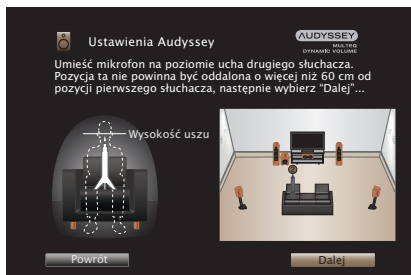 Ustawienia Audyssey
AUDYSSEY
MULTEQ
DYNAMIC VOLUME
Umieść mikrofon na poziomie ucha drugiego słuchacza.
Pozycja ta nie powinna być oddalona o więcej niż 60 cm od
pozycji pierwszego słuchacza, następnie wybierz “Dalej”...
Wysokość uszu
Powrót
Dalej